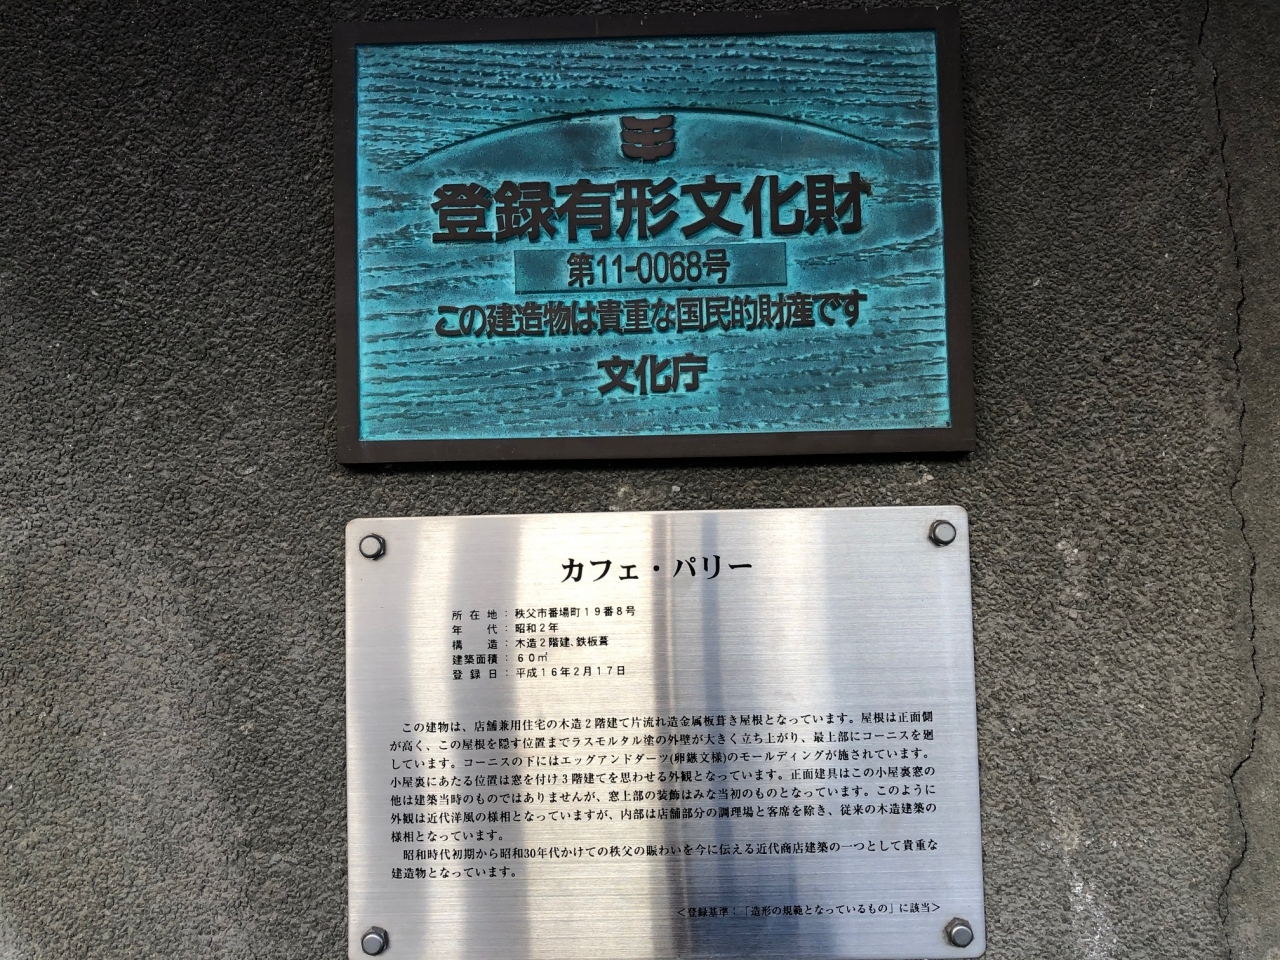 登録有形文化財
第11-0068号
この建造物は貴重な国民的財産です
文化庁
カフェ・パリー
所在地：秩父市番場町19番8号
年代：昭和2年
構造：木造2階建、鉄板葺
建築面積：60㎡
登録日：平成16年2月17日
この建物は、店舗兼用住宅の木造2階建て片流れ造金属板葺き屋根となっています。屋根は正面側
が高く、この屋根を隠す位置までラスモルタル塗の外壁が大きく立ち上がり、最上部にコーニスを廻
しています。コーニスの下にはエッグアンドダーツ(卵鏃文様)のモールディングが施されています。
小屋裏にあたる位置は窓を付け3階建てを思わせる外観となっています。正面建具はこの小屋裏窓の
他は建築当時のものではありませんが、窓上部の装飾はみな当初のものとなっています。このように
外観は近代洋風の様相となっていますが、内部は店舗部分の調理場と客席を除き、従来の木造建築の
様相となっています。
昭和時代初期から昭和30年代かけての秩父の賑わいを今に伝える近代商店建築の一つとして貴重な
建造物となっています。
＜登録基準：「造形の規範となっているもの」に該当＞